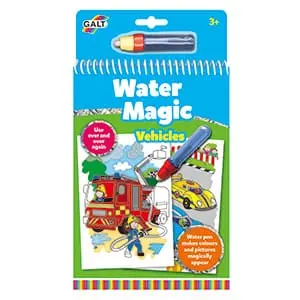 GALT
3+
Water
Magic
Vehicles
Use
over and
over
again
Water pen
makes colours
and pictures
magically
appear